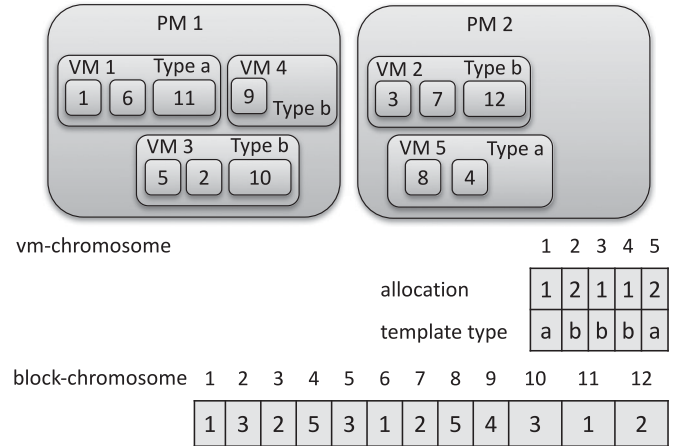 PM 1 PM 2
VM 1 Type a VM 4 VM 2 Type b
1 6 11 9 Type b 3 7 12
VM 3 Type b VM 5 Type a
5 2 10 8 4
vm-chromosome 1 2 3 4 5
allocation 1 2 1 1 2
template type a b b b a
block-chromosome 1 2 3 4 5 6 7 8 9 10 11 12
1 3 2 5 3 1 2 5 4 3 1 2